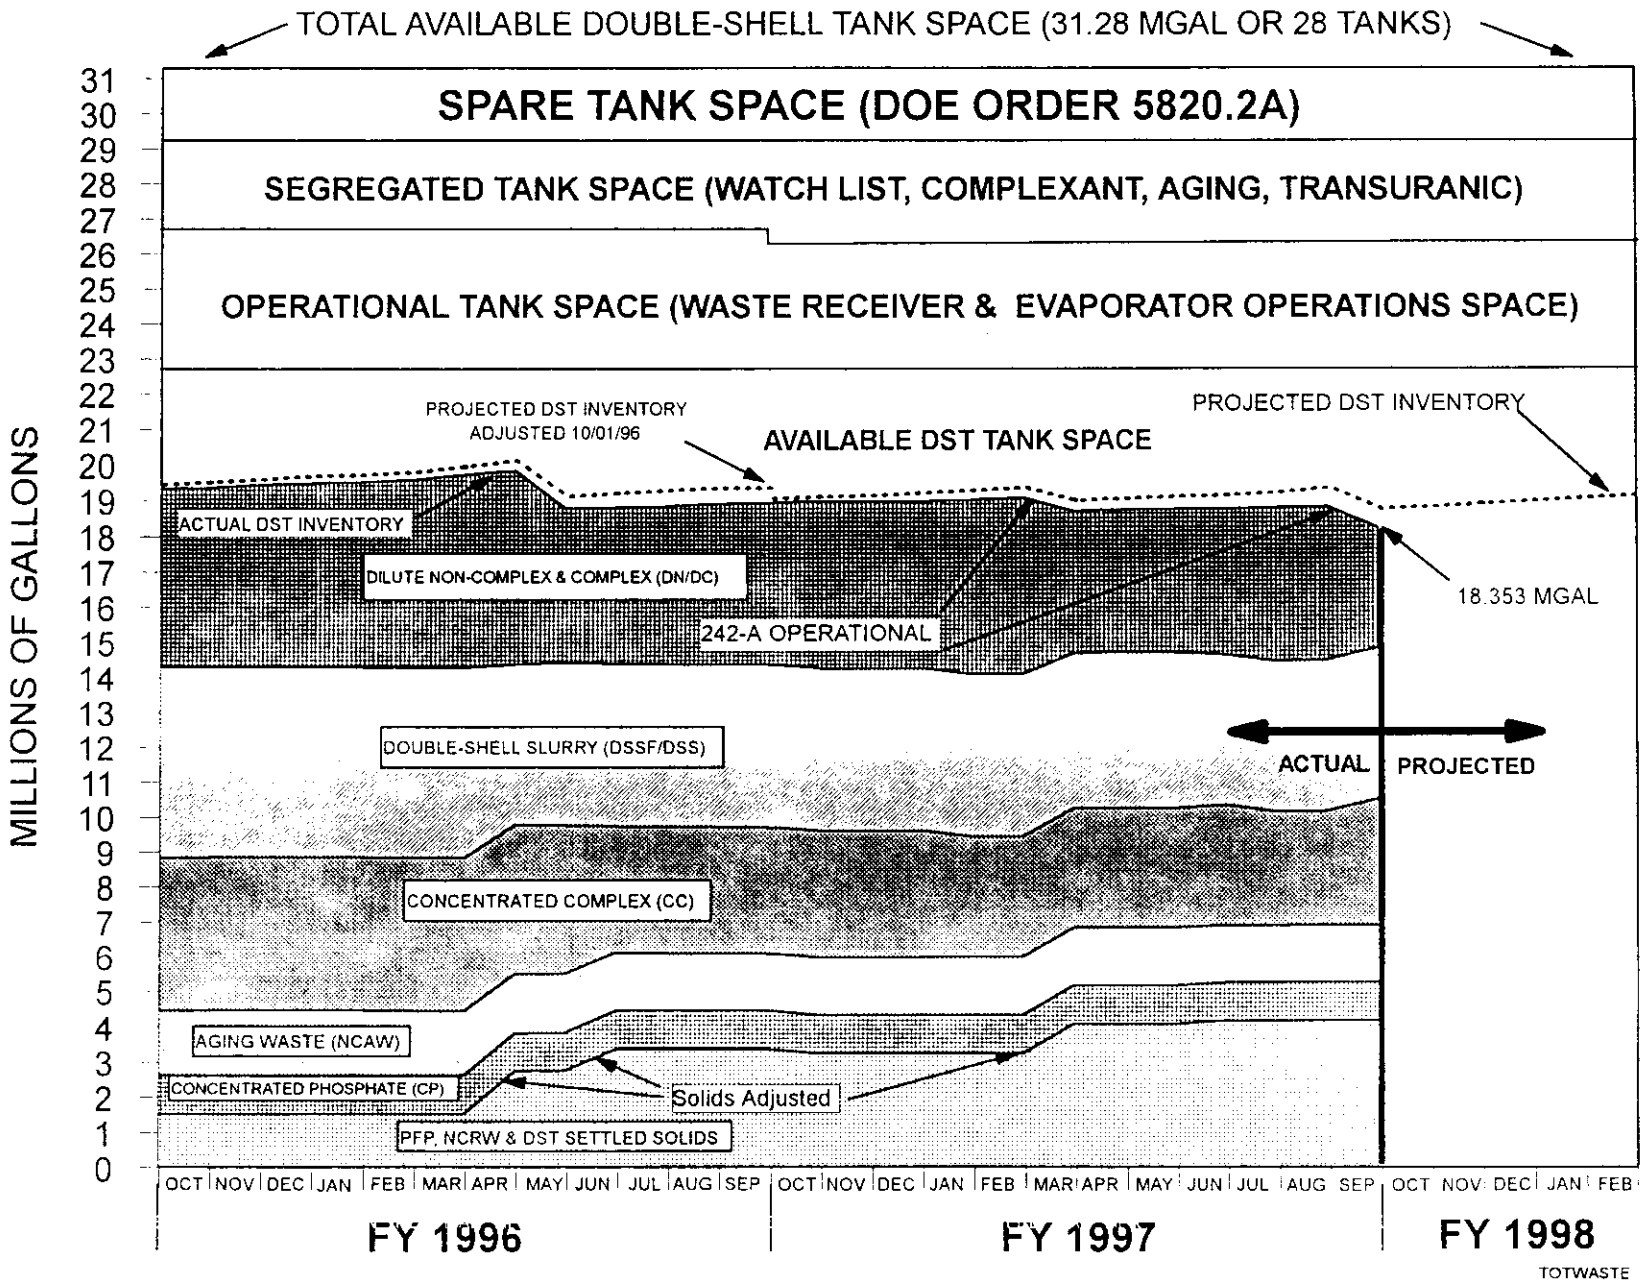 TOTAL AVAILABLE DOUBLE-SHELL TANK SPACE (31.28 MGAL OR 28 TANKS)
SPARE TANK SPACE (DOE ORDER 5820.2A)
SEGREGATED TANK SPACE (WATCH LIST, COMPLEXANT, AGING, TRANSURANIC)
OPERATIONAL TANK SPACE (WASTE RECEIVER & EVAPORATOR OPERATIONS SPACE)
PROJECTED DST INVENTORY
ADJUSTED 10/01/96
AVAILABLE DST TANK SPACE
PROJECTED DST INVENTORY
ACTUAL DST INVENTORY
DILUTE NON-COMPLEX & COMPLEX (DN/DC)
242-A OPERATIONAL
18.353 MGAL
DOUBLE-SHELL SLURRY (DSSF/DSS)
ACTUAL
PROJECTED
CONCENTRATED COMPLEX (CC)
AGING WASTE (NCAW)
CONCENTRATED PHOSPHATE (CP)
Solids Adjusted
PFP, NCRW & DST SETTLED SOLIDS
MILLIONS OF GALLONS
31
30
29
28
27
26
25
24
23
22
21
20
19
18
17
16
15
14
13
12
11
10
9
8
7
6
5
4
3
2
1
0
OCT NOV DEC JAN FEB MAR APR MAY JUN JUL AUG SEP OCT NOV DEC JAN FEB MAR APR MAY JUN JUL AUG SEP OCT NOV DEC JAN FEB
FY 1996 FY 1997 FY 1998
TOTWASTE